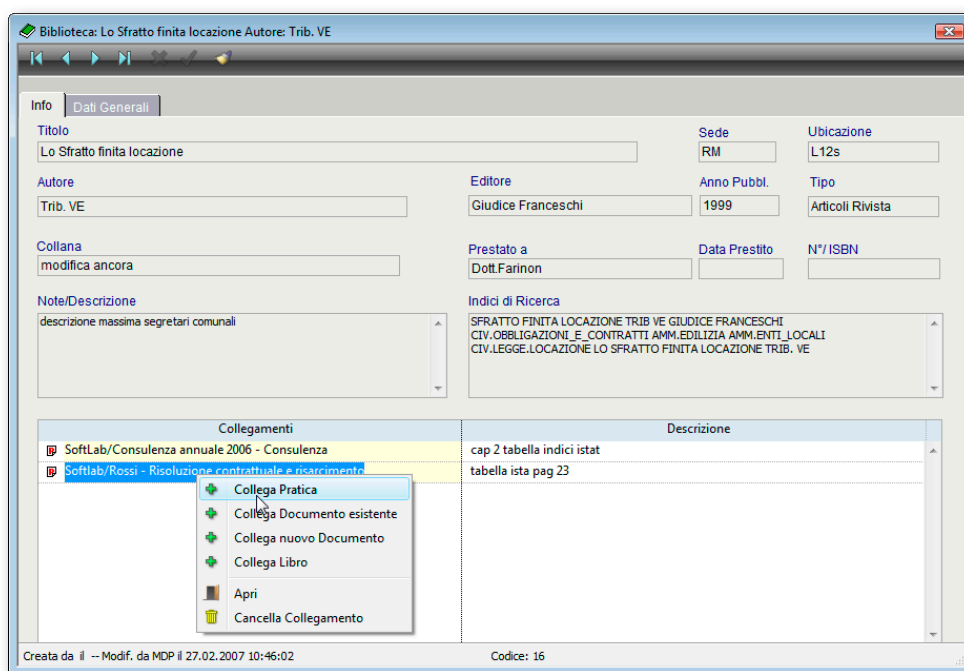 Biblioteca: Lo Sfratto finita locazione Autore: Trib. VE
Info
Dati Generali
Titolo
Sede
Ubicazione
Lo Sfratto finita locazione
RM
L12s
Autore
Editore
Anno Pubbl.
Tipo
Trib. VE
Giudice Franceschi
1999
Articoli Rivista
Collana
Prestato a
Data Prestito
N°/ISBN
modifica ancora
Dott.Farinon
Note/Descrizione
Indici di Ricerca
descrizione massima segretari comunali
SFRATTO FINITA LOCAZIONE TRIB VE GIUDICE FRANCESCHI
CIV.OBBLIGAZIONI_E_CONTRATTI AMM.EDILIZIA AMM.ENTI_LOCALI
CIV.LEGGE.LOCAZIONE LO SFRATTO FINITA LOCAZIONE TRIB. VE
Collegamenti
Descrizione
SoftLab/Consulenza annuale 2006 - Consulenza
cap 2 tabella indici istat
Softlab/Rossi - Risoluzione contrattuale e risarcimento
tabella ista pag 23
Collega Pratica
Collega Documento esistente
Collega nuovo Documento
Collega Libro
Apri
Cancella Collegamento
Creata da il -- Modif. da MDP il 27.02.2007 10:46:02
Codice: 16